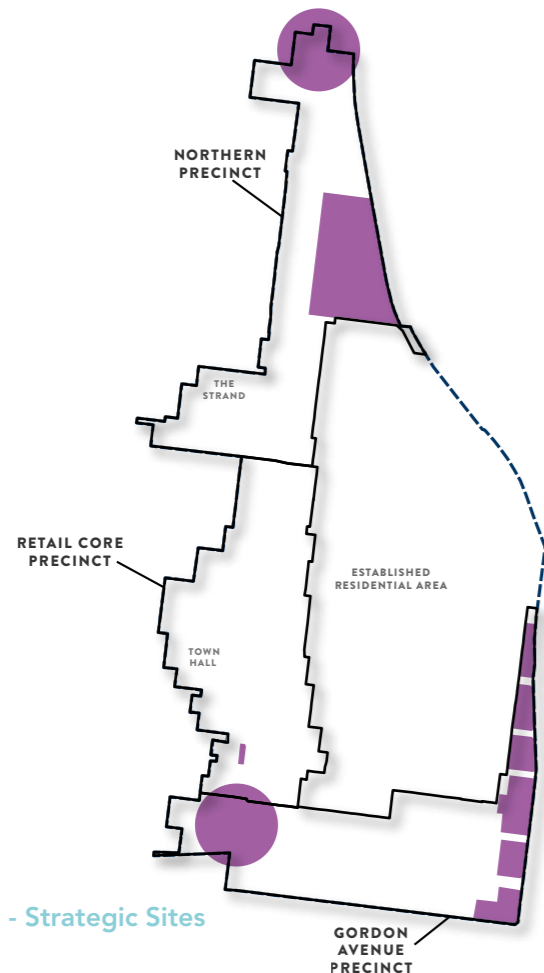 NORTHERN
PRECINCT
THE
STRAND
RETAIL CORE
PRECINCT
ESTABLISHED
RESIDENTIAL AREA
TOWN
HALL
- Strategic Sites
GORDON
AVENUE
PRECINCT